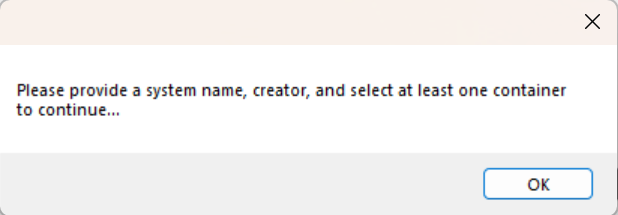 Please provide a system name, creator, and select at least one container
to continue...
OK